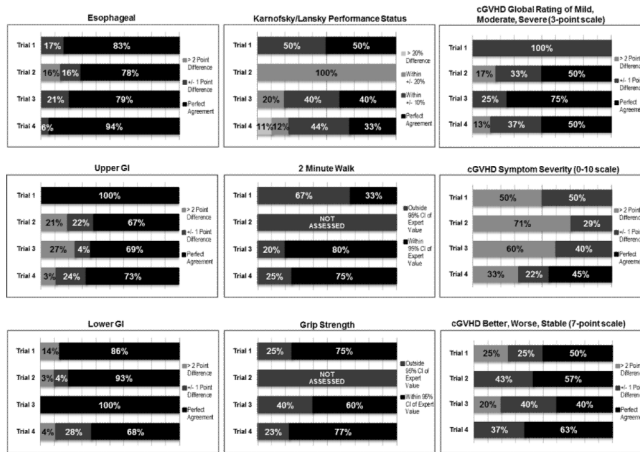 Esophageal
Trial 1 17% 83%
Trial 2 16% 16% 78%
Trial 3 21% 79%
Trial 4 6% 94%
> 2 Point Difference
+/- 1 Point Difference
Perfect Agreement
Karnofsky/Lansky Performance Status
Trial 1 50% 50%
Trial 2 100%
Trial 3 20% 40% 40%
Trial 4 11% 12% 44% 33%
> 20% Difference
Within +/- 20%
Within +/- 10%
Perfect Agreement
cGVHD Global Rating of Mild,
Moderate, Severe (3-point scale)
Trial 1 100%
Trial 2 17% 33% 50%
Trial 3 25% 75%
Trial 4 13% 37% 50%
> 2 Point Difference
+/- 1 Point Difference
Perfect Agreement
Upper GI
Trial 1 100%
Trial 2 21% 22% 67%
Trial 3 27% 4% 69%
Trial 4 3% 24% 73%
> 2 Point Difference
+/- 1 Point Difference
Perfect Agreement
2 Minute Walk
Trial 1 67% 33%
Trial 2 NOT ASSESSED
Trial 3 20% 80%
Trial 4 25% 75%
Outside 95% CI of Expert Value
Within 95% CI of Expert Value
cGVHD Symptom Severity (0-10 scale)
Trial 1 50% 50%
Trial 2 71% 29%
Trial 3 60% 40%
Trial 4 33% 22% 45%
> 2 Point Difference
+/- 1 Point Difference
Perfect Agreement
Lower GI
Trial 1 14% 86%
Trial 2 3% 4% 93%
Trial 3 100%
Trial 4 4% 28% 68%
> 2 Point Difference
+/- 1 Point Difference
Perfect Agreement
Grip Strength
Trial 1 25% 75%
Trial 2 NOT ASSESSED
Trial 3 40% 60%
Trial 4 23% 77%
Outside 95% CI of Expert Value
Within 95% CI of Expert Value
cGVHD Better, Worse, Stable (7-point scale)
Trial 1 25% 25% 50%
Trial 2 43% 57%
Trial 3 20% 40% 40%
Trial 4 37% 63%
> 2 Point Difference
+/- 1 Point Difference
Perfect Agreement